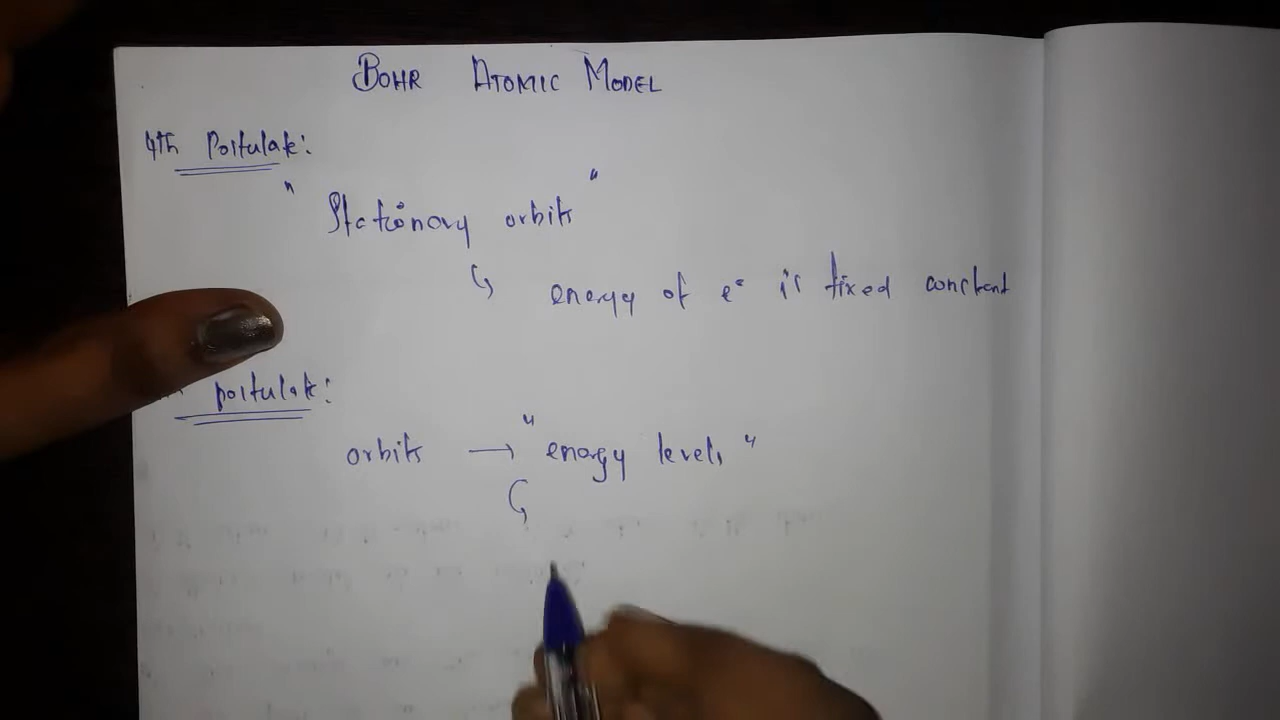 BOHR ATOMIC MODEL
4th Postulate:
" Stationary orbits "
energy of e⁻ is fixed constant
postulate:
orbits → " energy levels "